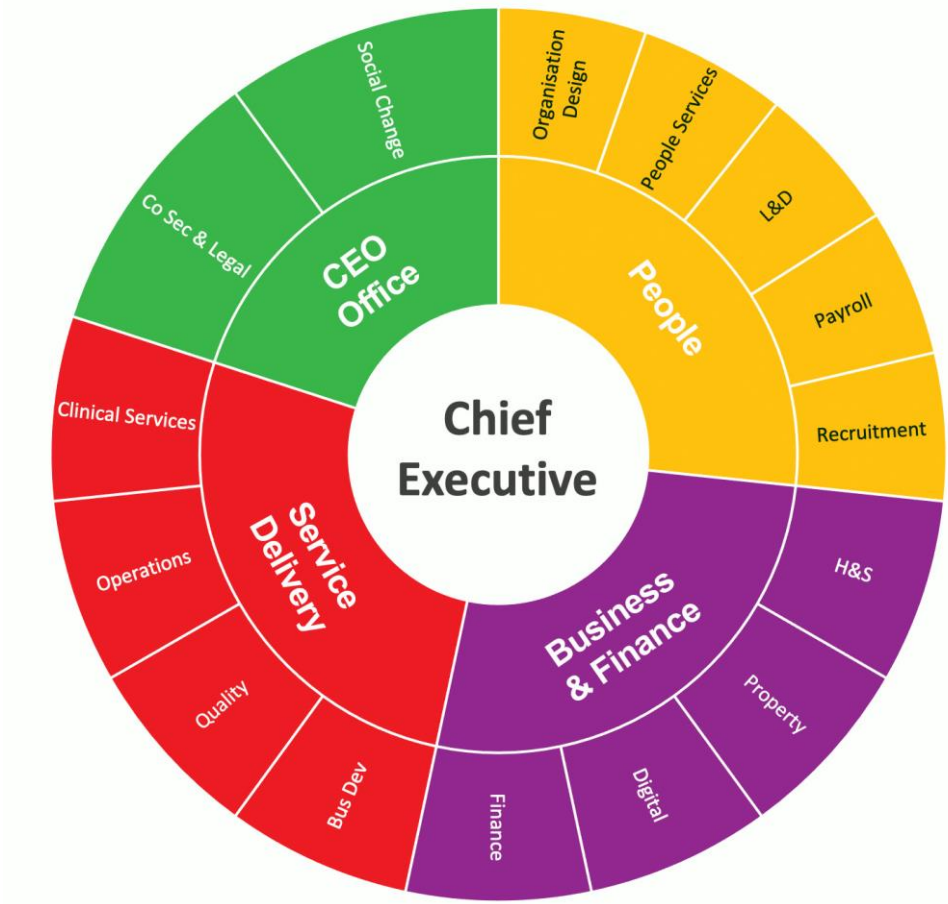 Chief
Executive
People
Organisation
Design
People Services
L&D
Payroll
Recruitment
Business
& Finance
H&S
Property
Digital
Finance
Service
Delivery
Bus Dev
Quality
Operations
Clinical Services
CEO
Office
Co Sec & Legal
Social Change